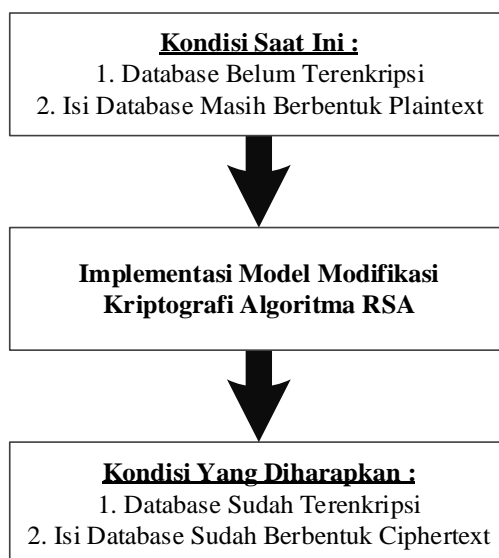 Kondisi Saat Ini :
1. Database Belum Terenkripsi
2. Isi Database Masih Berbentuk Plaintext
Implementasi Model Modifikasi
Kriptografi Algoritma RSA
Kondisi Yang Diharapkan :
1. Database Sudah Terenkripsi
2. Isi Database Sudah Berbentuk Ciphertext